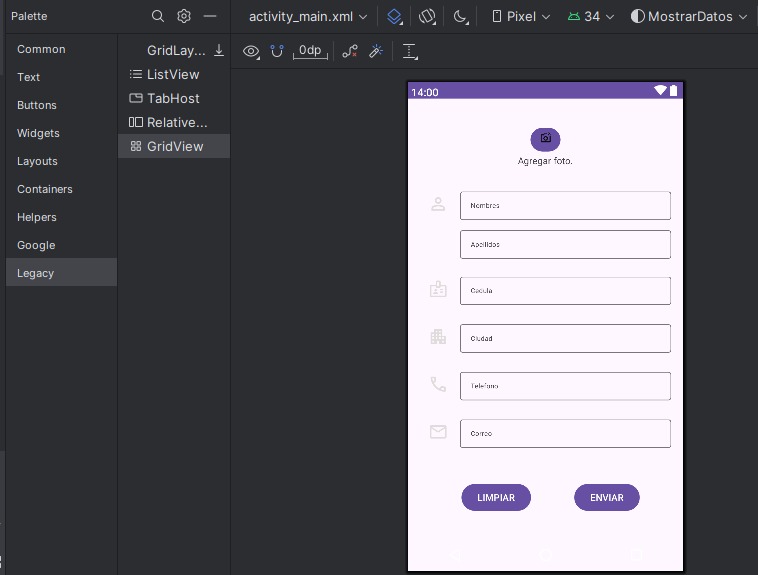 Palette
activity_main.xml
Pixel
34
MostrarDatos
Common
Text
Buttons
Widgets
Layouts
Containers
Helpers
Google
Legacy
GridLay...
ListView
TabHost
Relative...
GridView
0dp
14:00
Agregar foto.
Nombres
Apellidos
Cedula
Ciudad
Telefono
Correo
LIMPIAR
ENVIAR